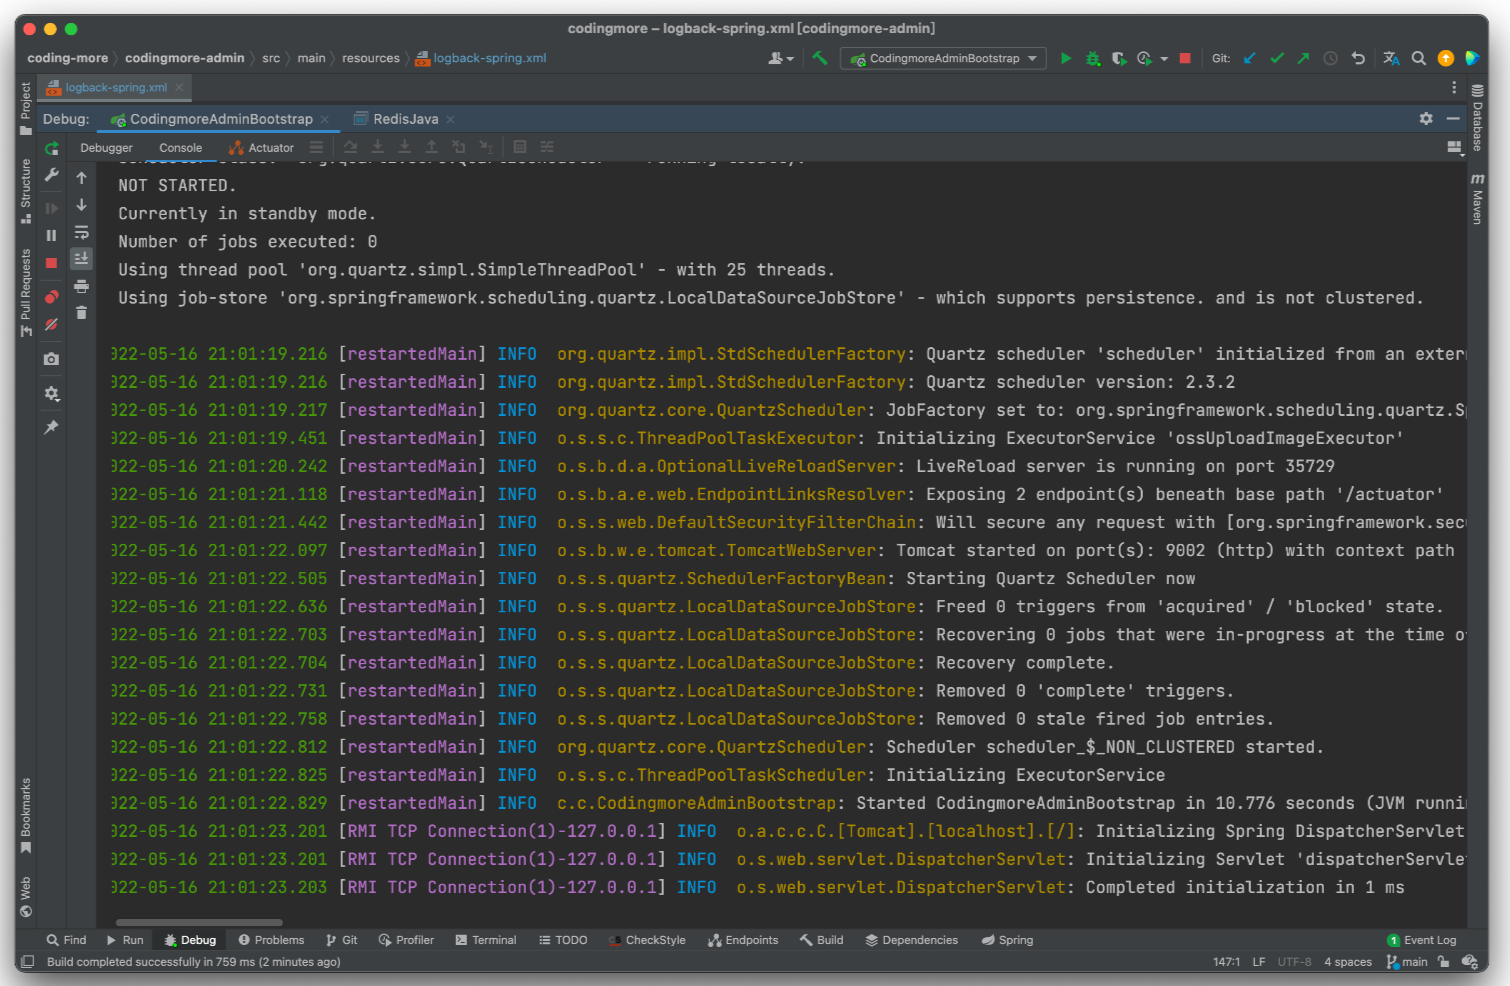 codingmore – logback-spring.xml [codingmore-admin]
coding-more codingmore-admin src main resources logback-spring.xml CodingmoreAdminBootstrap Git:
logback-spring.xml
Debug: CodingmoreAdminBootstrap RedisJava
Debugger Console Actuator
NOT STARTED.
Currently in standby mode.
Number of jobs executed: 0
Using thread pool 'org.quartz.simpl.SimpleThreadPool' - with 25 threads.
Using job-store 'org.springframework.scheduling.quartz.LocalDataSourceJobStore' - which supports persistence. and is not clustered.
022-05-16 21:01:19.216 [restartedMain] INFO org.quartz.impl.StdSchedulerFactory: Quartz scheduler 'scheduler' initialized from an exter
022-05-16 21:01:19.216 [restartedMain] INFO org.quartz.impl.StdSchedulerFactory: Quartz scheduler version: 2.3.2
022-05-16 21:01:19.217 [restartedMain] INFO org.quartz.core.QuartzScheduler: JobFactory set to: org.springframework.scheduling.quartz.S
022-05-16 21:01:19.451 [restartedMain] INFO o.s.s.c.ThreadPoolTaskExecutor: Initializing ExecutorService 'ossUploadImageExecutor'
022-05-16 21:01:20.242 [restartedMain] INFO o.s.b.d.a.OptionalLiveReloadServer: LiveReload server is running on port 35729
022-05-16 21:01:21.118 [restartedMain] INFO o.s.b.a.e.web.EndpointLinksResolver: Exposing 2 endpoint(s) beneath base path '/actuator'
022-05-16 21:01:21.442 [restartedMain] INFO o.s.s.web.DefaultSecurityFilterChain: Will secure any request with [org.springframework.sec
022-05-16 21:01:22.097 [restartedMain] INFO o.s.b.w.e.tomcat.TomcatWebServer: Tomcat started on port(s): 9002 (http) with context path
022-05-16 21:01:22.505 [restartedMain] INFO o.s.s.quartz.SchedulerFactoryBean: Starting Quartz Scheduler now
022-05-16 21:01:22.636 [restartedMain] INFO o.s.s.quartz.LocalDataSourceJobStore: Freed 0 triggers from 'acquired' / 'blocked' state.
022-05-16 21:01:22.703 [restartedMain] INFO o.s.s.quartz.LocalDataSourceJobStore: Recovering 0 jobs that were in-progress at the time o
022-05-16 21:01:22.704 [restartedMain] INFO o.s.s.quartz.LocalDataSourceJobStore: Recovery complete.
022-05-16 21:01:22.731 [restartedMain] INFO o.s.s.quartz.LocalDataSourceJobStore: Removed 0 'complete' triggers.
022-05-16 21:01:22.758 [restartedMain] INFO o.s.s.quartz.LocalDataSourceJobStore: Removed 0 stale fired job entries.
022-05-16 21:01:22.812 [restartedMain] INFO org.quartz.core.QuartzScheduler: Scheduler scheduler_$_NON_CLUSTERED started.
022-05-16 21:01:22.825 [restartedMain] INFO o.s.s.c.ThreadPoolTaskScheduler: Initializing ExecutorService
022-05-16 21:01:22.829 [restartedMain] INFO c.c.CodingmoreAdminBootstrap: Started CodingmoreAdminBootstrap in 10.776 seconds (JVM runni
022-05-16 21:01:23.201 [RMI TCP Connection(1)-127.0.0.1] INFO o.a.c.c.C.[Tomcat].[localhost].[/]: Initializing Spring DispatcherServlet
022-05-16 21:01:23.201 [RMI TCP Connection(1)-127.0.0.1] INFO o.s.web.servlet.DispatcherServlet: Initializing Servlet 'dispatcherServle
022-05-16 21:01:23.203 [RMI TCP Connection(1)-127.0.0.1] INFO o.s.web.servlet.DispatcherServlet: Completed initialization in 1 ms
Project
Structure
Pull Requests
Bookmarks
Web
Database
m Maven
Find Run Debug Problems Git Profiler Terminal TODO CheckStyle Endpoints Build Dependencies Spring 1 Event Log
Build completed successfully in 759 ms (2 minutes ago) 147:1 LF UTF-8 4 spaces main